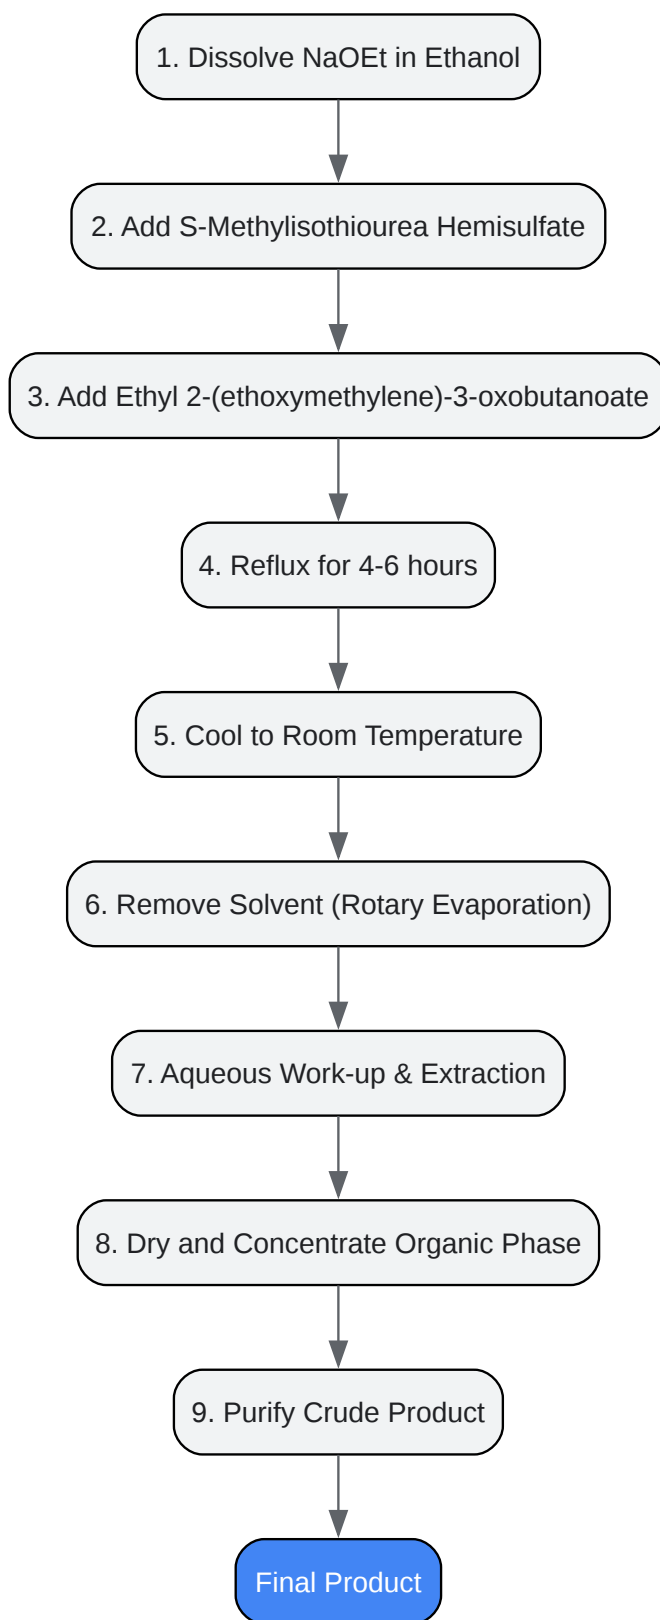 1. Dissolve NaOEt in Ethanol
2. Add S-Methylisothiourea Hemisulfate
3. Add Ethyl 2-(ethoxymethylene)-3-oxobutanoate
4. Reflux for 4-6 hours
5. Cool to Room Temperature
6. Remove Solvent (Rotary Evaporation)
7. Aqueous Work-up & Extraction
8. Dry and Concentrate Organic Phase
9. Purify Crude Product
Final Product